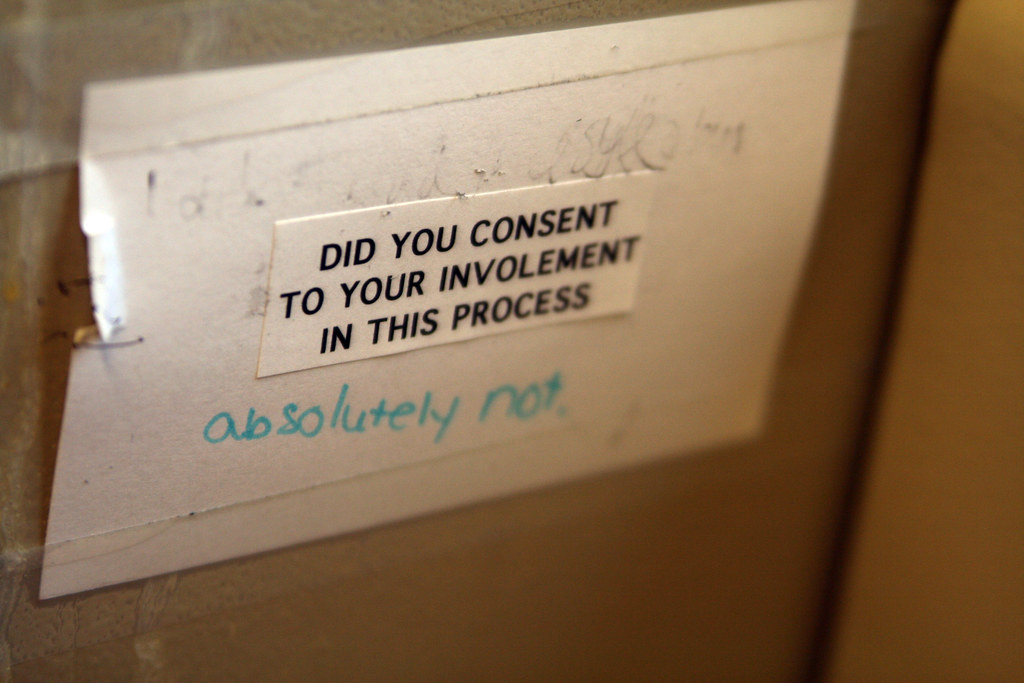 DID YOU CONSENT
TO YOUR INVOLEMENT
IN THIS PROCESS
absolutely not.